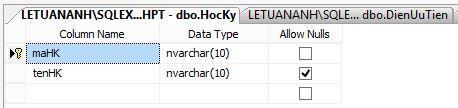 LETUANANH\SQLEX...HPT - dbo.HocKy LETUANANH\SQLE... dbo.DienUuTien
Column Name Data Type Allow Nulls
maHK nvarchar(10)
tenHK nvarchar(10)